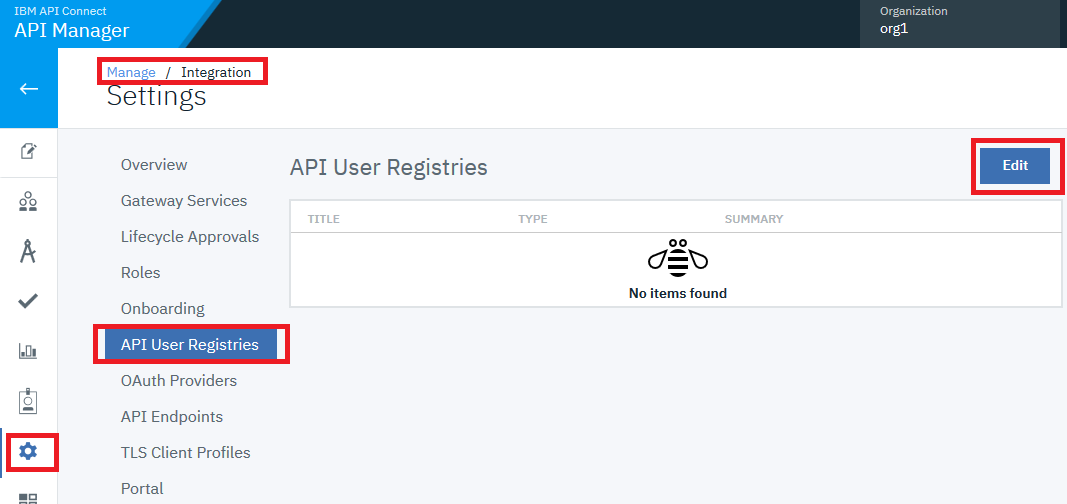 IBM API Connect
API Manager
Organization
org1
Manage / Integration
Settings
Overview
Gateway Services
Lifecycle Approvals
Roles
Onboarding
API User Registries
OAuth Providers
API Endpoints
TLS Client Profiles
Portal
API User Registries
Edit
TITLE TYPE SUMMARY
No items found